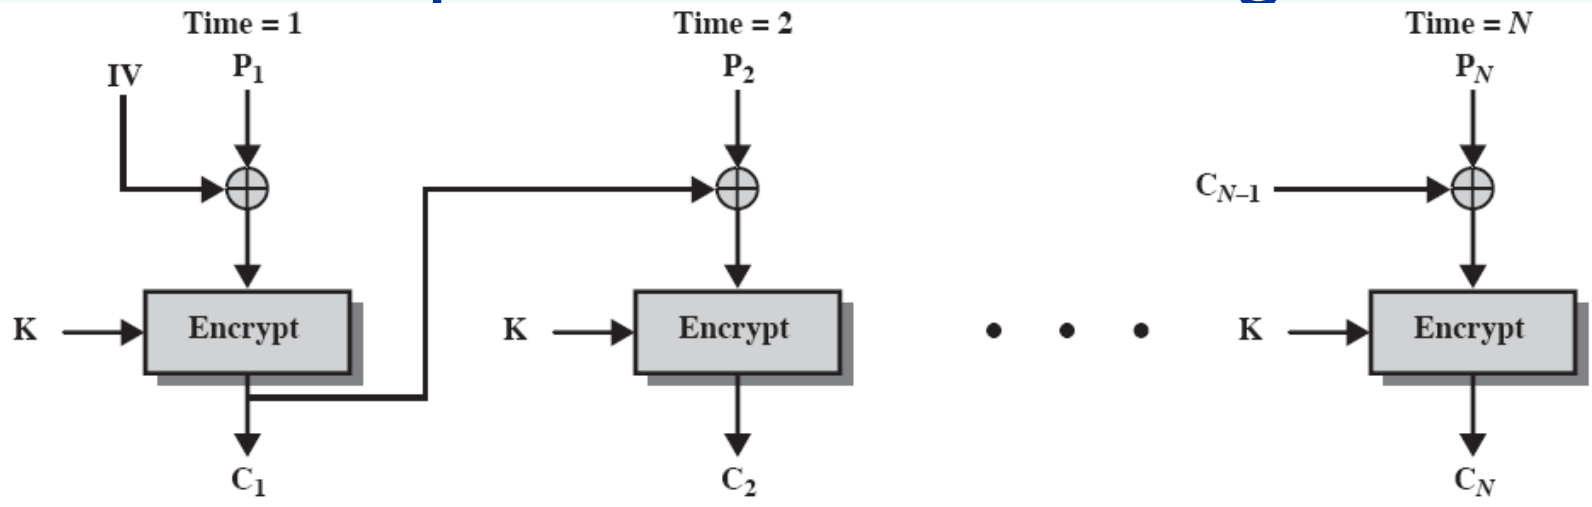 Time = 1 Time = 2 Time = N
IV P1 P2 PN
CN–1
K Encrypt K Encrypt • • • K Encrypt
C1 C2 CN